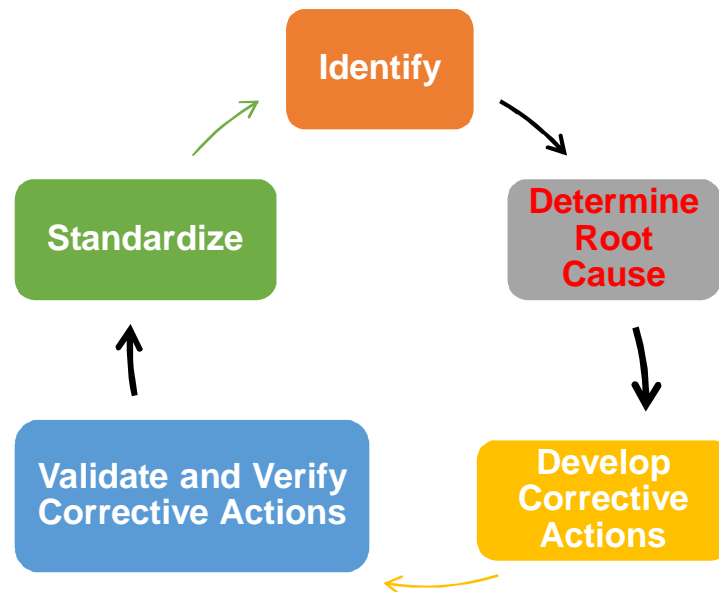 Identify
Determine
Root
Cause
Develop
Corrective
Actions
Validate and Verify
Corrective Actions
Standardize